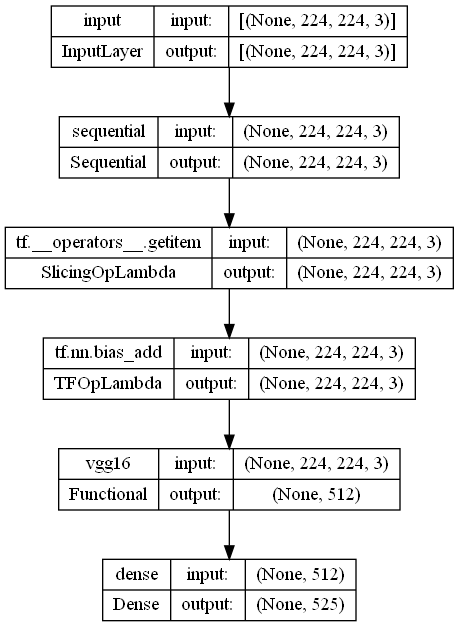 input input: [(None, 224, 224, 3)]
InputLayer output: [(None, 224, 224, 3)]
sequential input: (None, 224, 224, 3)
Sequential output: (None, 224, 224, 3)
tf.__operators__.getitem input: (None, 224, 224, 3)
SlicingOpLambda output: (None, 224, 224, 3)
tf.nn.bias_add input: (None, 224, 224, 3)
TFOpLambda output: (None, 224, 224, 3)
vgg16 input: (None, 224, 224, 3)
Functional output: (None, 512)
dense input: (None, 512)
Dense output: (None, 525)